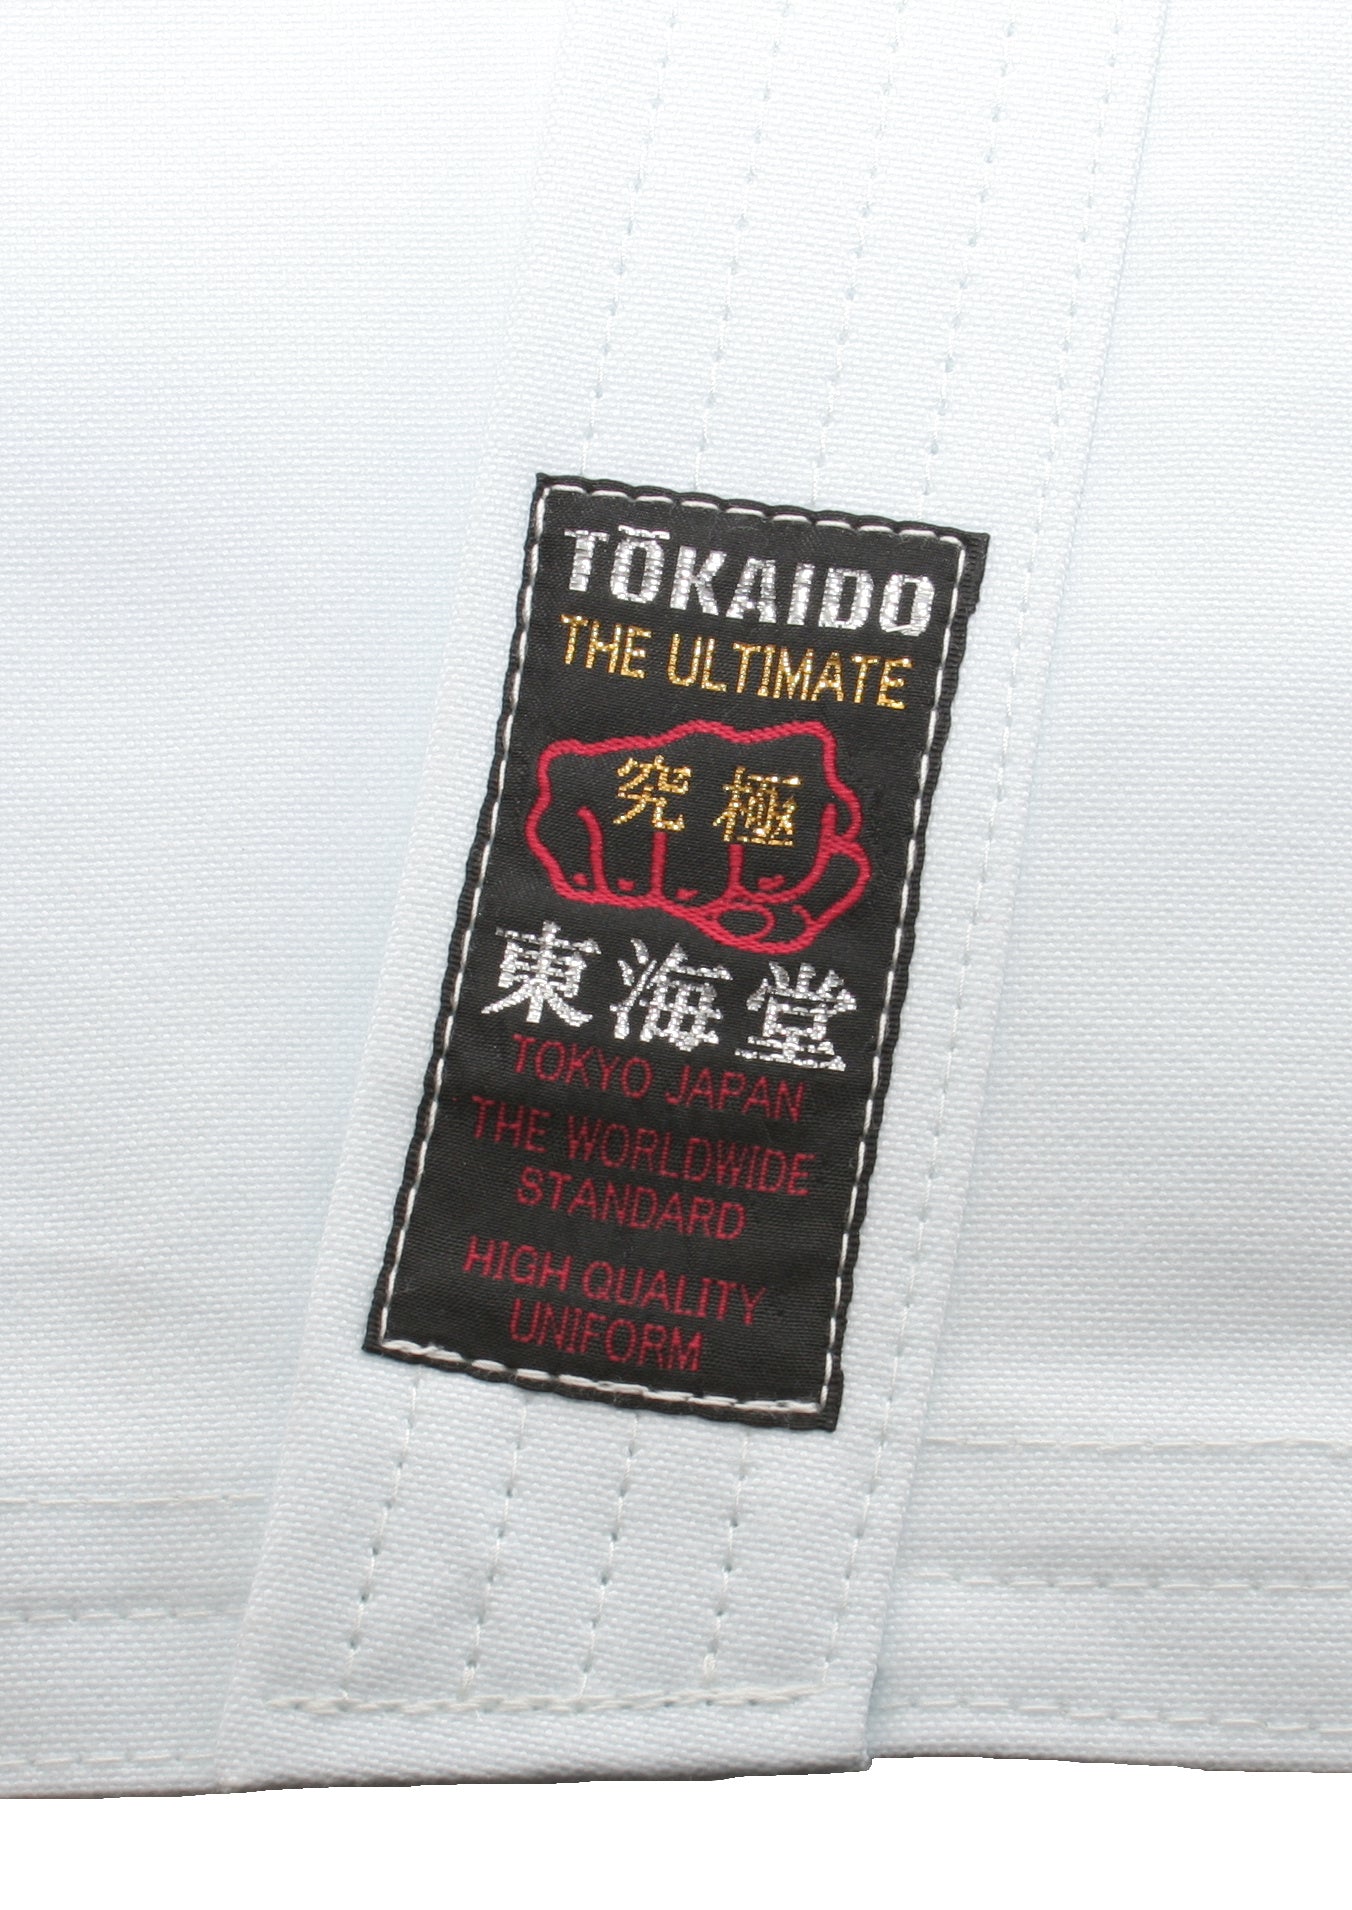 TŌKAIDO
THE ULTIMATE
究極
東海堂
TOKYO JAPAN
THE WORLDWIDE
STANDARD
HIGH QUALITY
UNIFORM